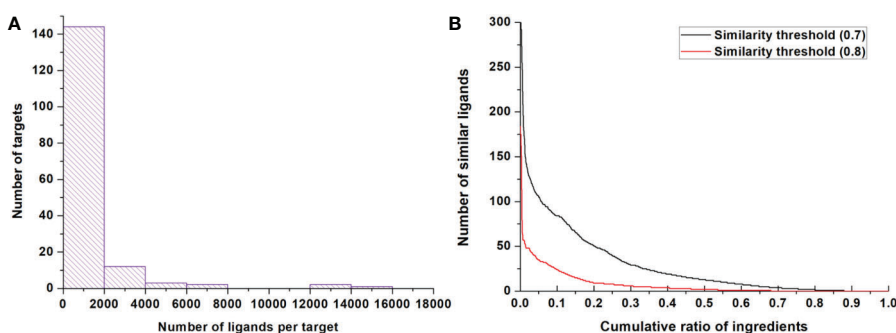 A
Number of targets
140
120
100
80
60
40
20
0
0 2000 4000 6000 8000 10000 12000 14000 16000 18000
Number of ligands per target
B
Number of similar ligands
300
250
200
150
100
50
0
Similarity threshold (0.7)
Similarity threshold (0.8)
0.0 0.1 0.2 0.3 0.4 0.5 0.6 0.7 0.8 0.9 1.0
Cumulative ratio of ingredients